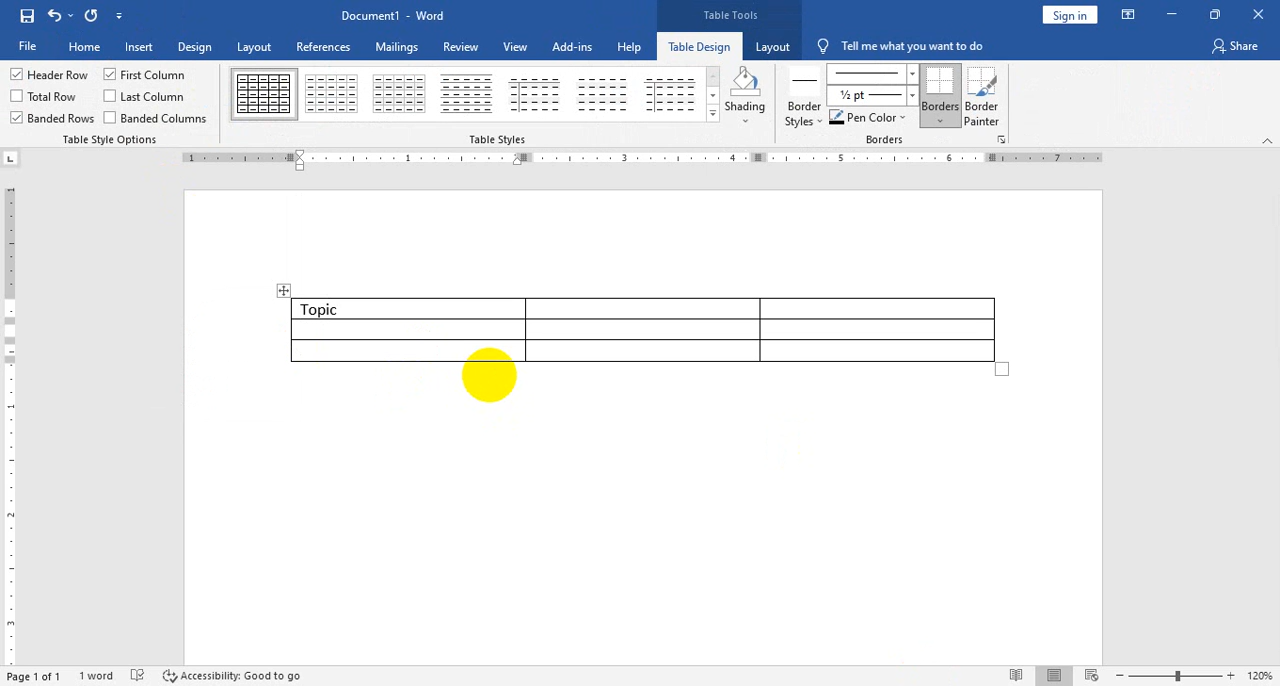 Document1 - Word
Table Tools
Sign in
File Home Insert Design Layout References Mailings Review View Add-ins Help Table Design Layout Tell me what you want to do Share
Header Row First Column
Total Row Last Column
Banded Rows
Columns
Table Style Options
Table Styles
Shading
Border Styles
½ pt
Pen Color
Borders
Border Painter
Borders
1 1 3 4 5 6 7
Topic
1
1
2
3
Page 1 of 1 1 word Accessibility: Good to go 120%